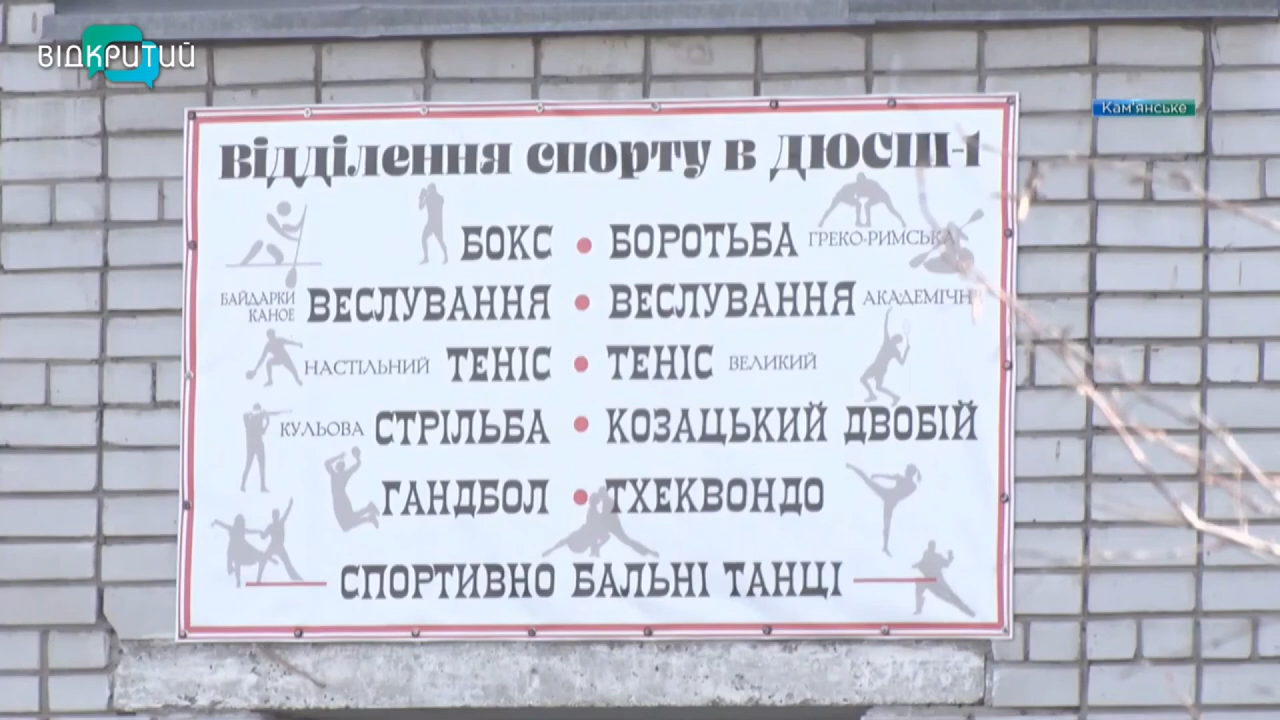 ВІДКРИТИЙ
Кам'янське
Відділення спорту в ДЮСШ-1
БОКС • БОРОТЬБА ГРЕКО-РИМСЬКА
БАЙДАРКИ КАНОЕ ВЕСЛУВАННЯ • ВЕСЛУВАННЯ
НАСТІЛЬНИЙ ТЕНІС • ТЕНІС ВЕЛИКИЙ
КУЛЬОВА СТРІЛЬБА • КОЗАЦЬКИЙ ДВОБІЙ
ГАНДБОЛ • ТХЕКВОНДО
СПОРТИВНО БАЛЬНІ ТАНЦІ